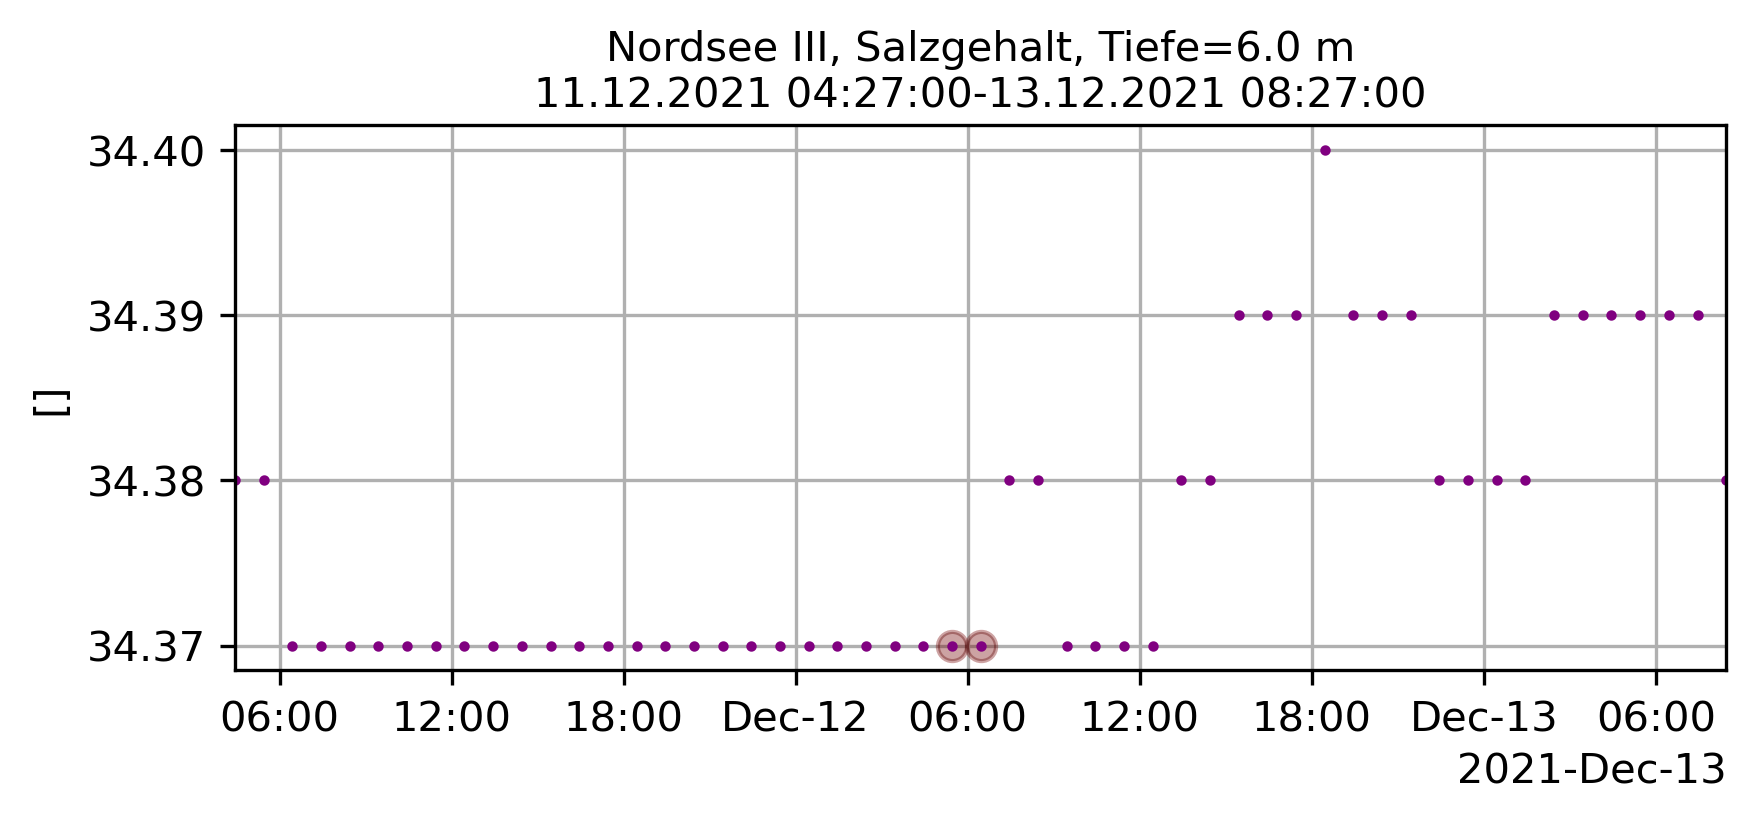 Nordsee III, Salzgehalt, Tiefe=6.0 m
11.12.2021 04:27:00-13.12.2021 08:27:00
34.40
34.39
[]
34.38
34.37
06:00 12:00 18:00 Dec-12 06:00 12:00 18:00 Dec-13 06:00
2021-Dec-13